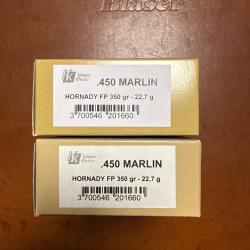 Blaser
.450 MARLIN
HORNADY FP 350 gr - 22,7 g
3 700546 201660
.450 MARLIN
HORNADY FP 350 gr - 22,7 g
3 700546 201660